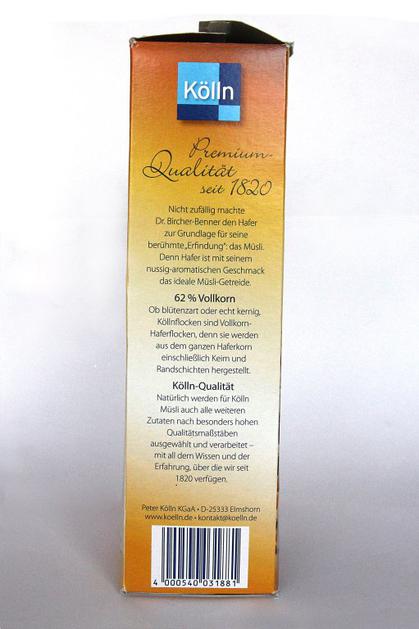 Kölln
Premium-
Qualität
seit 1820
Nicht zufällig machte
Dr. Bircher-Benner den Hafer
zur Grundlage für seine
berühmte „Erfindung“: das Müsli.
Denn Hafer ist mit seinem
nussig-aromatischen Geschmack
das ideale Müsli-Getreide.
62 % Vollkorn
Ob blütenzart oder echt kernig,
Köllnflocken sind Vollkorn-
Haferflocken, denn sie werden
aus dem ganzen Haferkorn
einschließlich Keim und
Randschichten hergestellt.
Kölln-Qualität
Natürlich werden für Kölln
Müsli auch alle weiteren
Zutaten nach besonders hohen
Qualitätsmaßstäben
ausgewählt und verarbeitet –
mit all dem Wissen und der
Erfahrung, über die wir seit
1820 verfügen.
Peter Kölln KGaA • D-25333 Elmshorn
www.koelln.de • kontakt@koelln.de
4 000540 031881